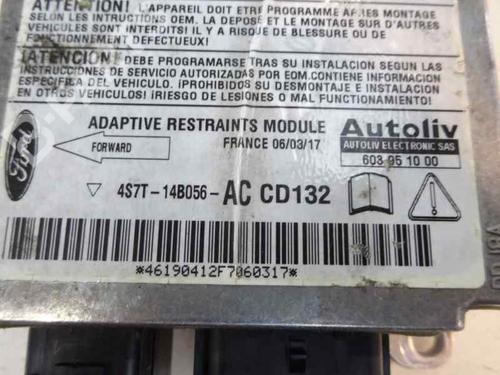 ATTENTION! L'APPAREIL DOIT ETRE PROGRAMME APRES MONTAGE
SELON LES INTRUCTIONS OEM. LA DEPOSE ET LE MONTAGE SUR D'AUTRES
VEHICULES SONT INTERDITS! IL Y A RISQUE DE BLESSURE OU DE
FONCTIONNEMENT DEFECTUEUX!
¡ATENCION! DEBE PROGRAMARSE TRAS SU INSTALACION SEGUN LAS
INSTRUCCIONES DE SERVICIO AUTORIZADAS POR EOM.CONTIENE INFORMACION
ESPECIFICA DEL VEHICULO. ¡PROHIBIDOS SU DESMONTAJE E INSTALACION
EN OTROS VEHICULOS! ¡RIESGO DE LESIONES O MAL FUNCIONAMIENTO!
Ford
FORWARD
ADAPTIVE RESTRAINTS MODULE
FRANCE 06/03/17
Autoliv
AUTOLIV ELECTRONIC SAS
603 95 10 00
4S7T-14B056-AC CD132
*46190412F7060317*